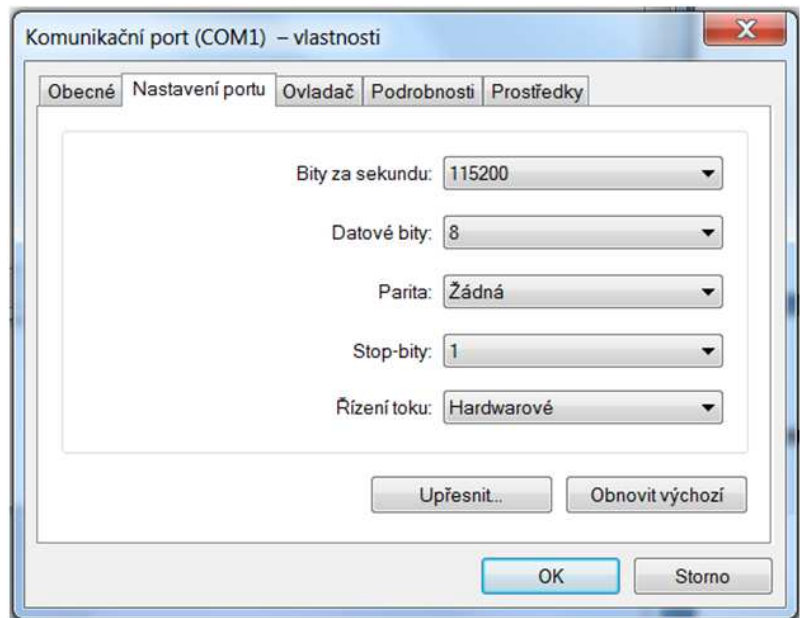 Komunikační port (COM1) – vlastnosti
Obecné Nastavení portu Ovladač Podrobnosti Prostředky
Bity za sekundu: 115200
Datové bity: 8
Parita: Žádná
Stop-bity: 1
Řízení toku: Hardwarové
Upřesnit... Obnovit výchozí
OK Storno